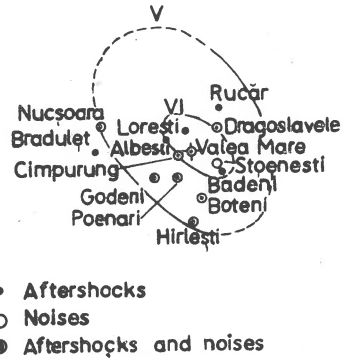 V
Rucăr
Nucșoara
VI
Lorești
Dragoslavele
Bradulet
Albești
Valea Mare
Cimpurung
Stoenesti
Badeni
Godeni
Boteni
Poenari
Hirlești
Aftershocks
Noises
Aftershocks and noises